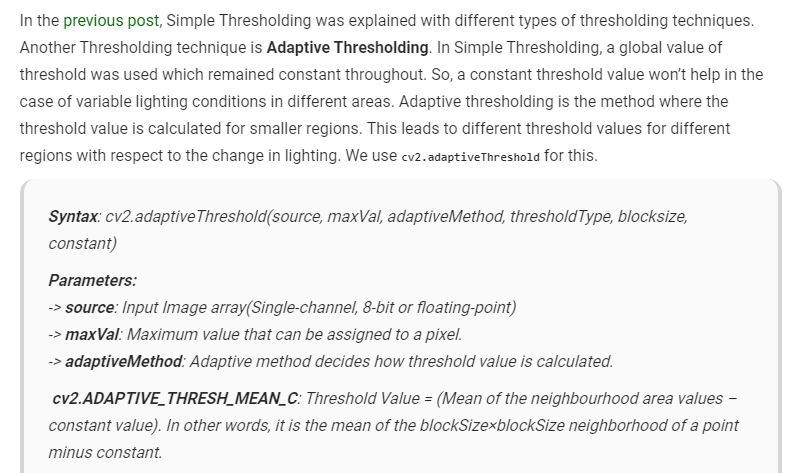 In the previous post, Simple Thresholding was explained with different types of thresholding techniques.
Another Thresholding technique is Adaptive Thresholding. In Simple Thresholding, a global value of
threshold was used which remained constant throughout. So, a constant threshold value won’t help in the
case of variable lighting conditions in different areas. Adaptive thresholding is the method where the
threshold value is calculated for smaller regions. This leads to different threshold values for different
regions with respect to the change in lighting. We use cv2.adaptiveThreshold for this.
Syntax: cv2.adaptiveThreshold(source, maxVal, adaptiveMethod, thresholdType, blocksize,
constant)
Parameters:
-> source: Input Image array(Single-channel, 8-bit or floating-point)
-> maxVal: Maximum value that can be assigned to a pixel.
-> adaptiveMethod: Adaptive method decides how threshold value is calculated.
cv2.ADAPTIVE_THRESH_MEAN_C: Threshold Value = (Mean of the neighbourhood area values –
constant value). In other words, it is the mean of the blockSize×blockSize neighborhood of a point
minus constant.